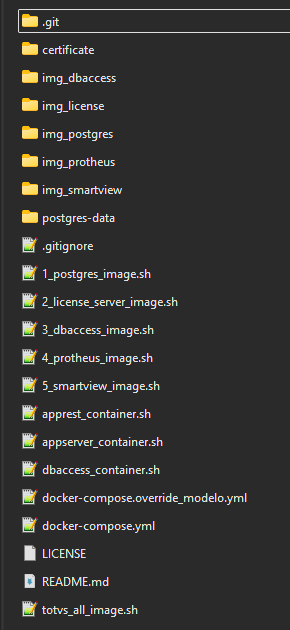 .git
certificate
img_dbaccess
img_license
img_postgres
img_protheus
img_smartview
postgres-data
.gitignore
1_postgres_image.sh
2_license_server_image.sh
3_dbaccess_image.sh
4_protheus_image.sh
5_smartview_image.sh
apprest_container.sh
appserver_container.sh
dbaccess_container.sh
docker-compose.override_modelo.yml
docker-compose.yml
LICENSE
README.md
totvs_all_image.sh